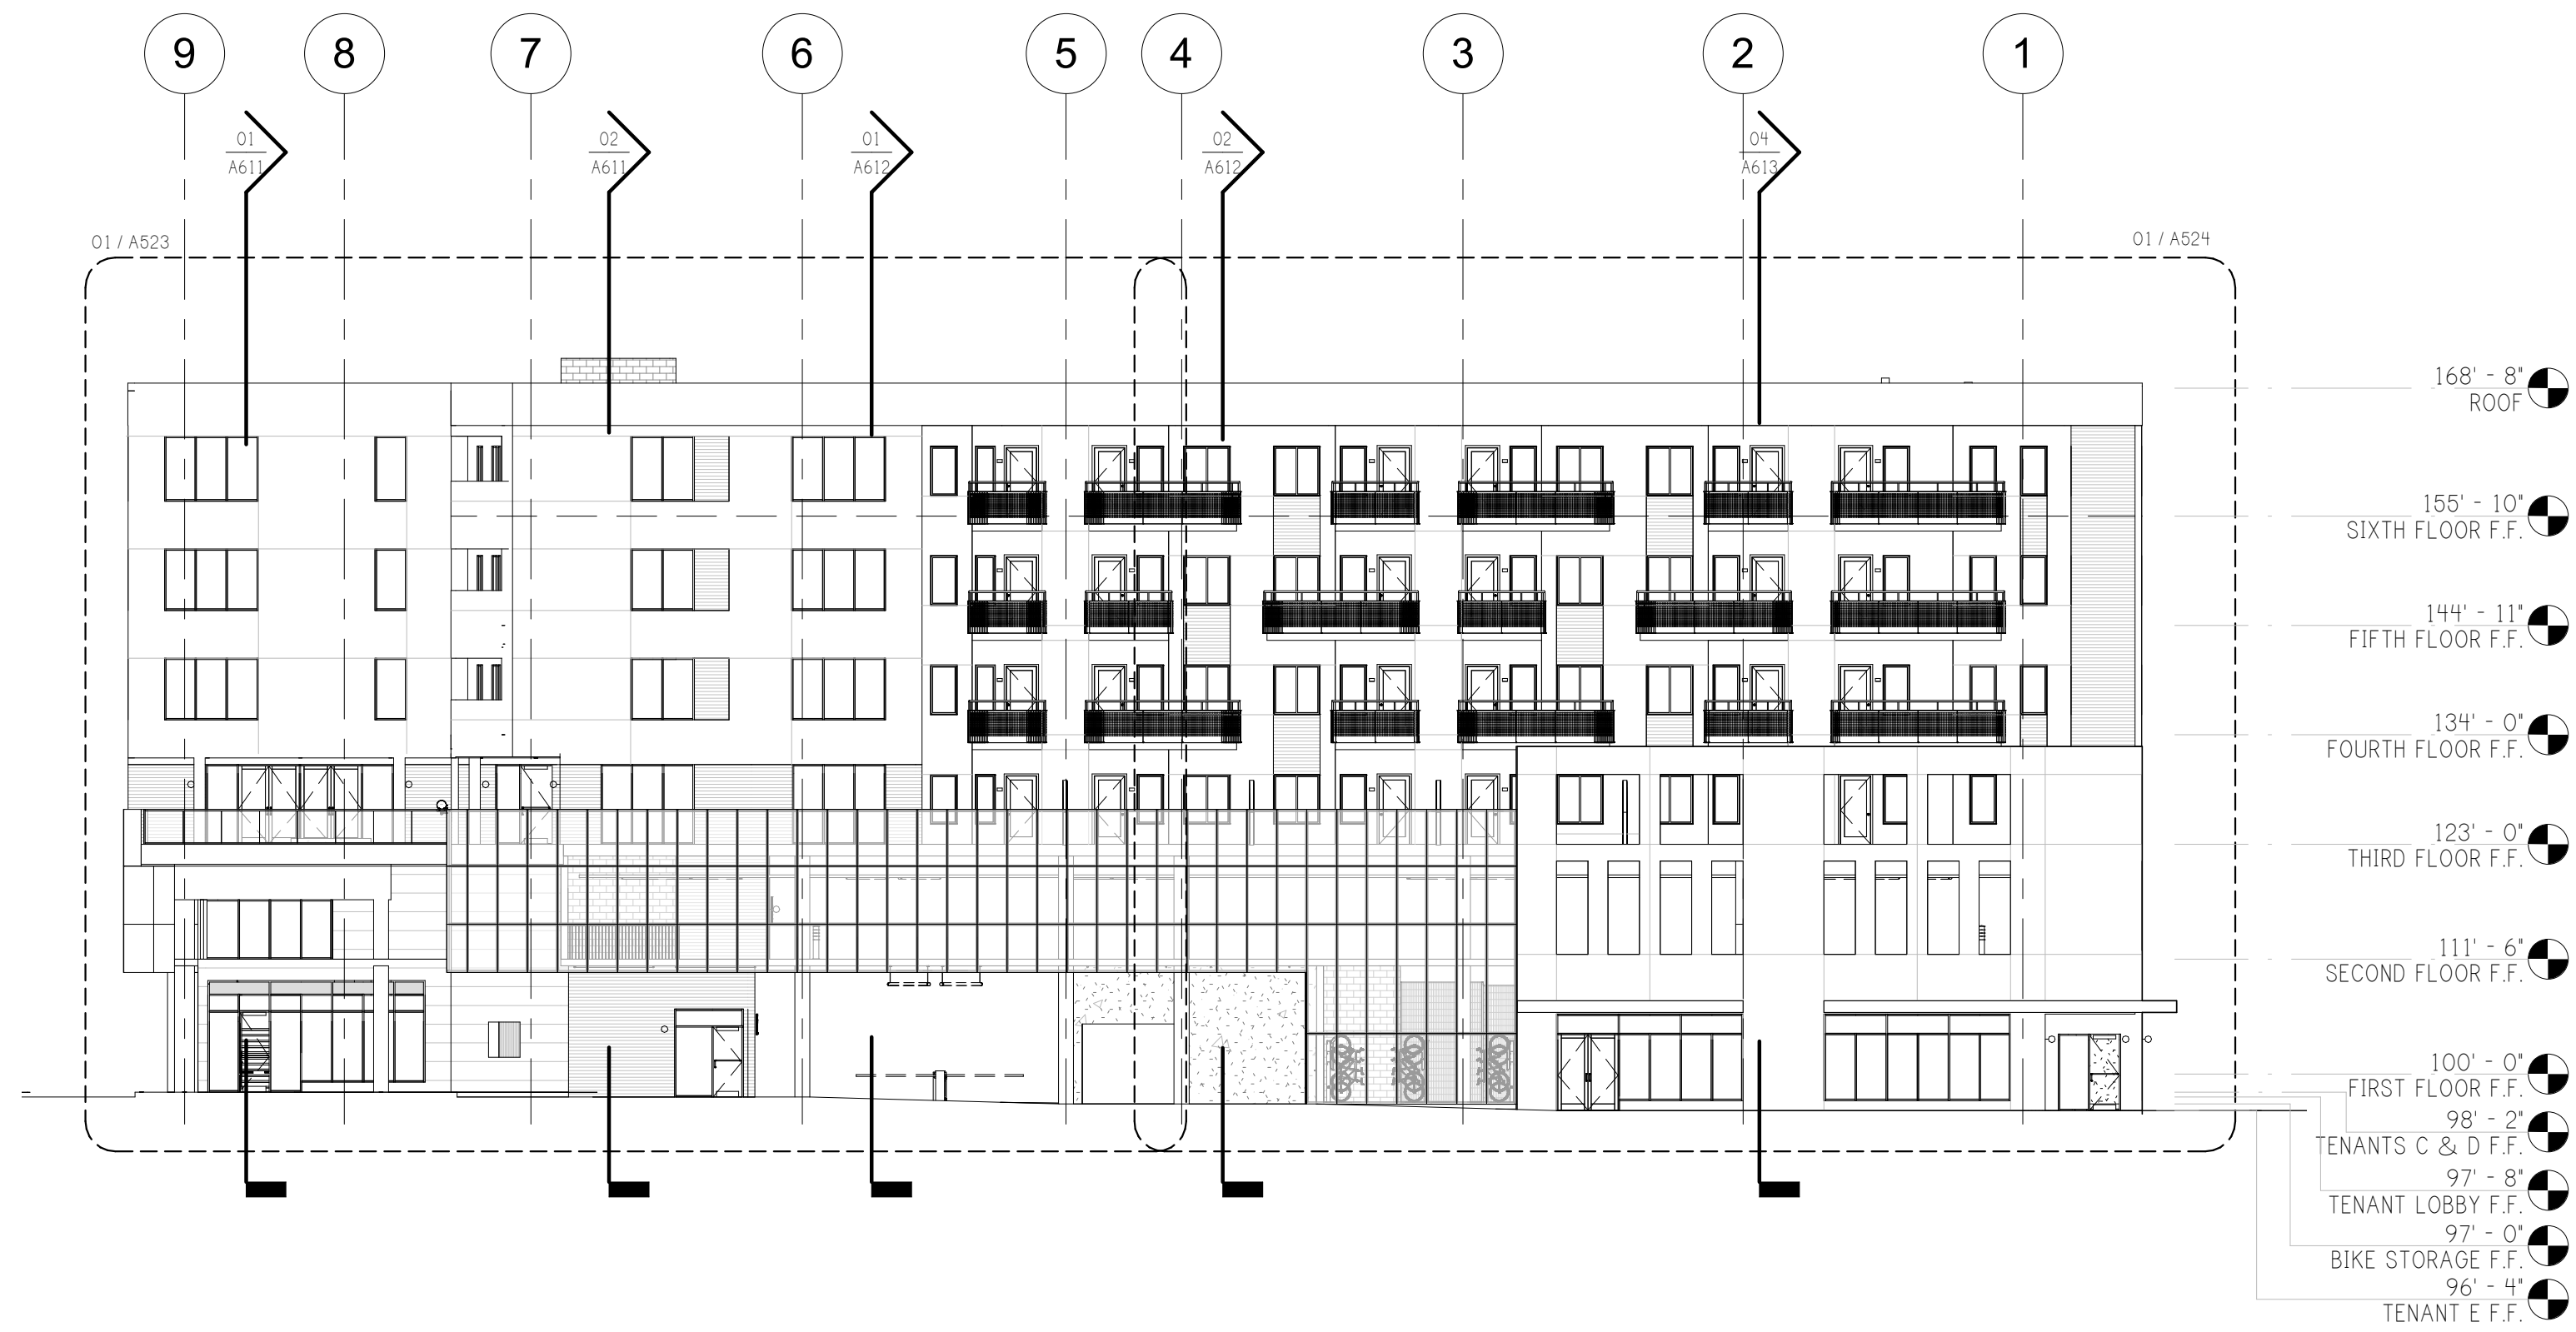 9 8 7 6 5 4 3 2 1
01 02 01 02 04
A611 A611 A612 A612 A613
01 / A523
01 / A524
168' - 8"
ROOF
155' - 10"
SIXTH FLOOR F.F.
144' - 11"
FIFTH FLOOR F.F.
134' - 0"
FOURTH FLOOR F.F.
123' - 0"
THIRD FLOOR F.F.
111' - 6"
SECOND FLOOR F.F.
100' - 0"
FIRST FLOOR F.F.
98' - 2"
TENANTS C & D F.F.
97' - 8"
TENANT LOBBY F.F.
97' - 0"
BIKE STORAGE F.F.
96' - 4"
TENANT E F.F.